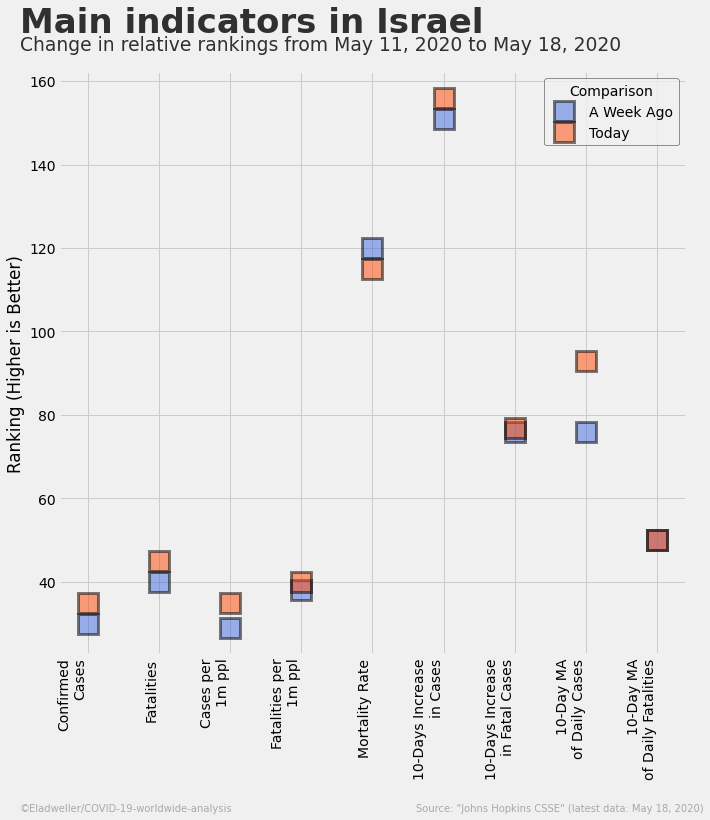 Main indicators in Israel
Change in relative rankings from May 11, 2020 to May 18, 2020
Comparison
A Week Ago
Today
Ranking (Higher is Better)
160
140
120
100
80
60
40
Confirmed
Cases
Fatalities
Cases per
1m ppl
Fatalities per
1m ppl
Mortality Rate
10-Days Increase
in Cases
10-Days Increase
in Fatal Cases
10-Day MA
of Daily Cases
10-Day MA
of Daily Fatalities
©Eladweller/COVID-19-worldwide-analysis
Source: "Johns Hopkins CSSE" (latest data: May 18, 2020)